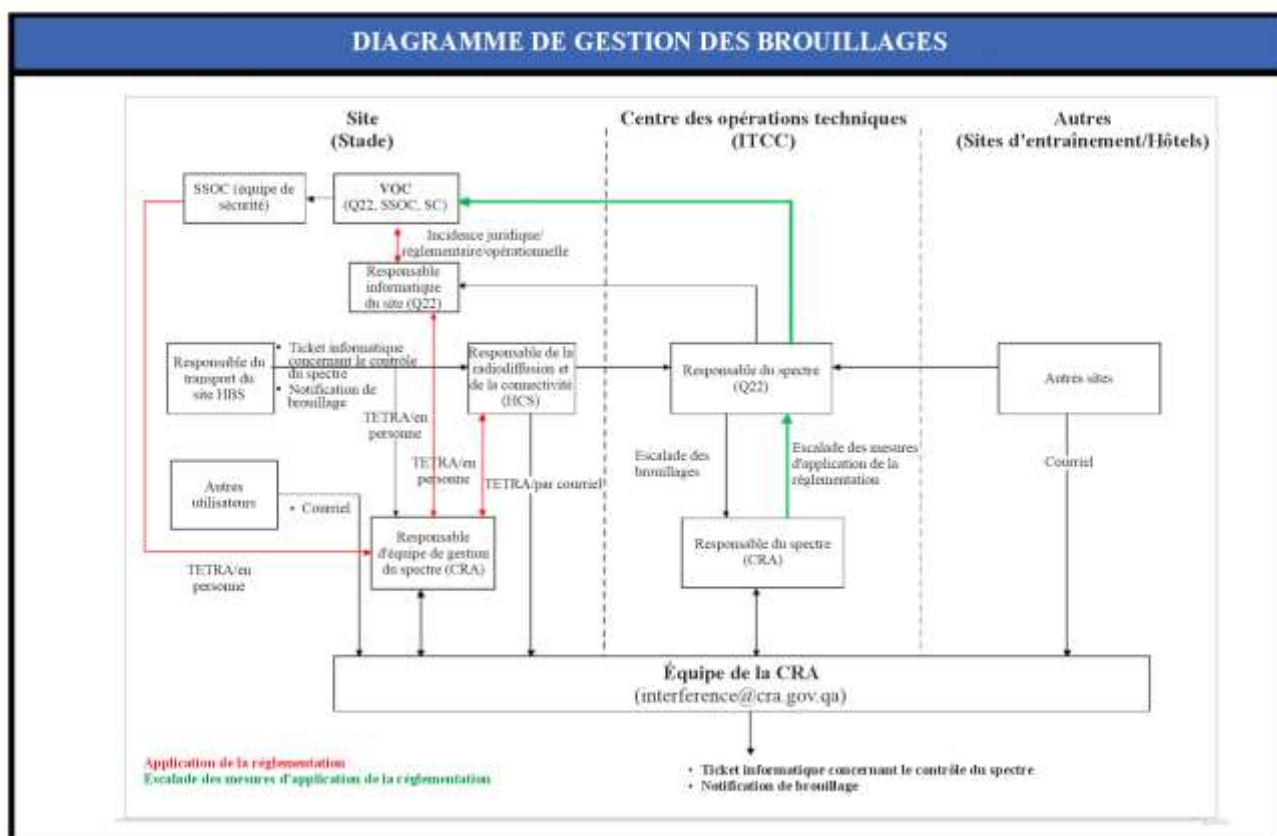 DIAGRAMME DE GESTION DES BROUILLAGES
Site
(Stade)
Centre des opérations techniques
(ITCC)
Autres
(Sites d'entraînement/Hôtels)
SSOC (équipe de
sécurité)
VOC
(Q22, SSOC, SC)
Incidence juridique/
réglementaire/opérationnelle
Responsable
informatique
du site (Q22)
Responsible du
transport du
site HBS
• Ticket informatique
concernant le contrôle
du spectre
• Notification de
brouillage
Responsable de la
radiodiffusion et
de la connectivité
(HCS)
Responsable du spectre
(Q22)
Autres sites
TETRA/en
personne
TETRA/en
personne
TETRA/par courriel
Escalade des
brouillages
Escalade des mesures
d'application de la
réglementation
Courriel
Autres
utilisateurs
• Courriel
Responsable
d'équipe de gestion
du spectre (CRA)
Responsable du spectre
(CRA)
TETRA/en
personne
Équipe de la CRA
(interference@cra.gov.qa)
Application de la réglementation
Escalade des mesures d'application de la réglementation
• Ticket informatique concernant le contrôle du spectre
• Notification de brouillage